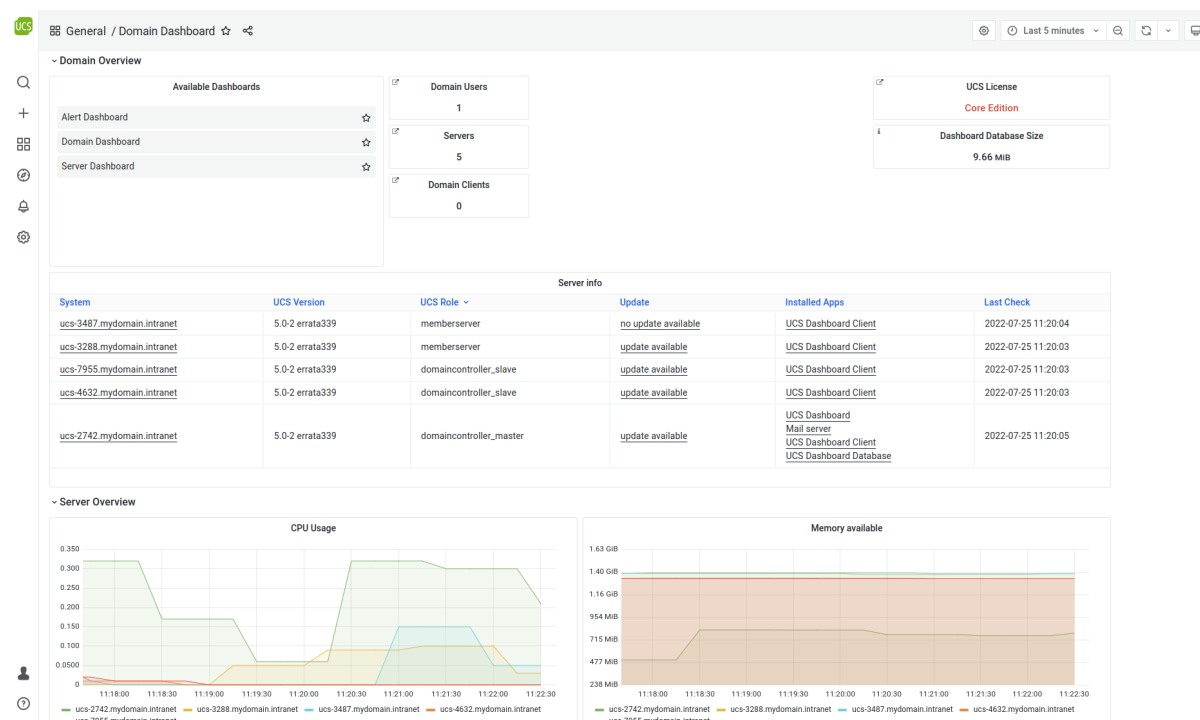 UCS
General / Domain Dashboard
Last 5 minutes
Domain Overview
Available Dashboards
Alert Dashboard
Domain Dashboard
Server Dashboard
Domain Users
1
Servers
5
Domain Clients
0
UCS License
Core Edition
Dashboard Database Size
9.66 MiB
Server info
System UCS Version UCS Role Update Installed Apps Last Check
ucs-3487.mydomain.intranet 5.0-2 errata339 memberserver no update available UCS Dashboard Client 2022-07-25 11:20:04
ucs-3288.mydomain.intranet 5.0-2 errata339 memberserver update available UCS Dashboard Client 2022-07-25 11:20:03
ucs-7955.mydomain.intranet 5.0-2 errata339 domaincontroller_slave update available UCS Dashboard Client 2022-07-25 11:20:03
ucs-4632.mydomain.intranet 5.0-2 errata339 domaincontroller_slave update available UCS Dashboard Client 2022-07-25 11:20:03
UCS Dashboard
Mail server
ucs-2742.mydomain.intranet 5.0-2 errata339 domaincontroller_master update available 2022-07-25 11:20:05
UCS Dashboard Client
UCS Dashboard Database
Server Overview
CPU Usage
0.350
0.300
0.250
0.200
0.150
0.100
0.0500
0
11:18:00 11:18:30 11:19:00 11:19:30 11:20:00 11:20:30 11:21:00 11:21:30 11:22:00 11:22:30
ucs-2742.mydomain.intranet ucs-3288.mydomain.intranet ucs-3487.mydomain.intranet ucs-4632.mydomain.intranet
ucs-7955.mydomain.intranet
Memory available
1.63 GiB
1.40 GiB
1.16 GiB
954 MiB
715 MiB
477 MiB
238 MiB
11:18:00 11:18:30 11:19:00 11:19:30 11:20:00 11:20:30 11:21:00 11:21:30 11:22:00 11:22:30
ucs-2742.mydomain.intranet ucs-3288.mydomain.intranet ucs-3487.mydomain.intranet ucs-4632.mydomain.intranet
ucs-7955.mydomain.intranet